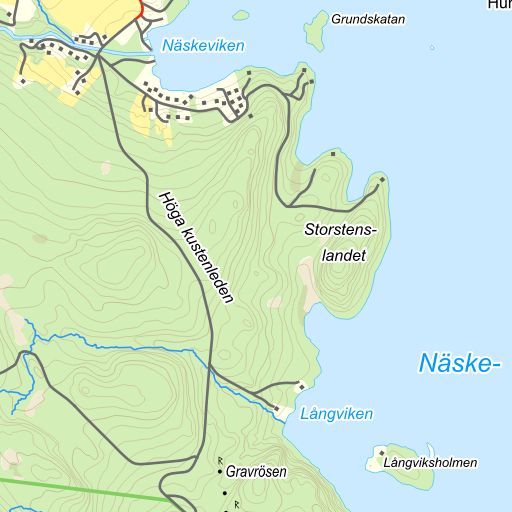 Hur
Grundskatan
Näskeviken
Höga kustenleden
Storstens-
landet
Näske-
Långviken
Långviksholmen
Gravrösen
R
R
R